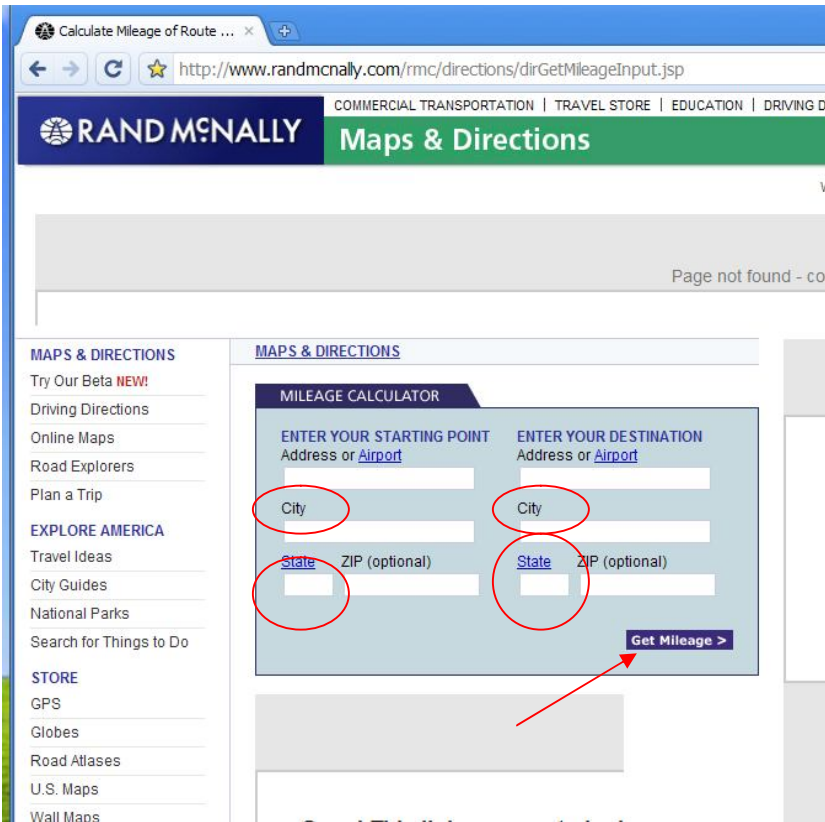 Calculate Mileage of Route ...
http://www.randmcnally.com/rmc/directions/dirGetMileageInput.jsp
COMMERCIAL TRANSPORTATION | TRAVEL STORE | EDUCATION | DRIVING D
RAND MCNALLY
Maps & Directions
Page not found - co
MAPS & DIRECTIONS
Try Our Beta NEW!
Driving Directions
Online Maps
Road Explorers
Plan a Trip
EXPLORE AMERICA
Travel Ideas
City Guides
National Parks
Search for Things to Do
STORE
GPS
Globes
Road Atlases
U.S. Maps
Wall Maps
MAPS & DIRECTIONS
MILEAGE CALCULATOR
ENTER YOUR STARTING POINT
Address or Airport
City
State ZIP (optional)
ENTER YOUR DESTINATION
Address or Airport
City
State ZIP (optional)
Get Mileage >